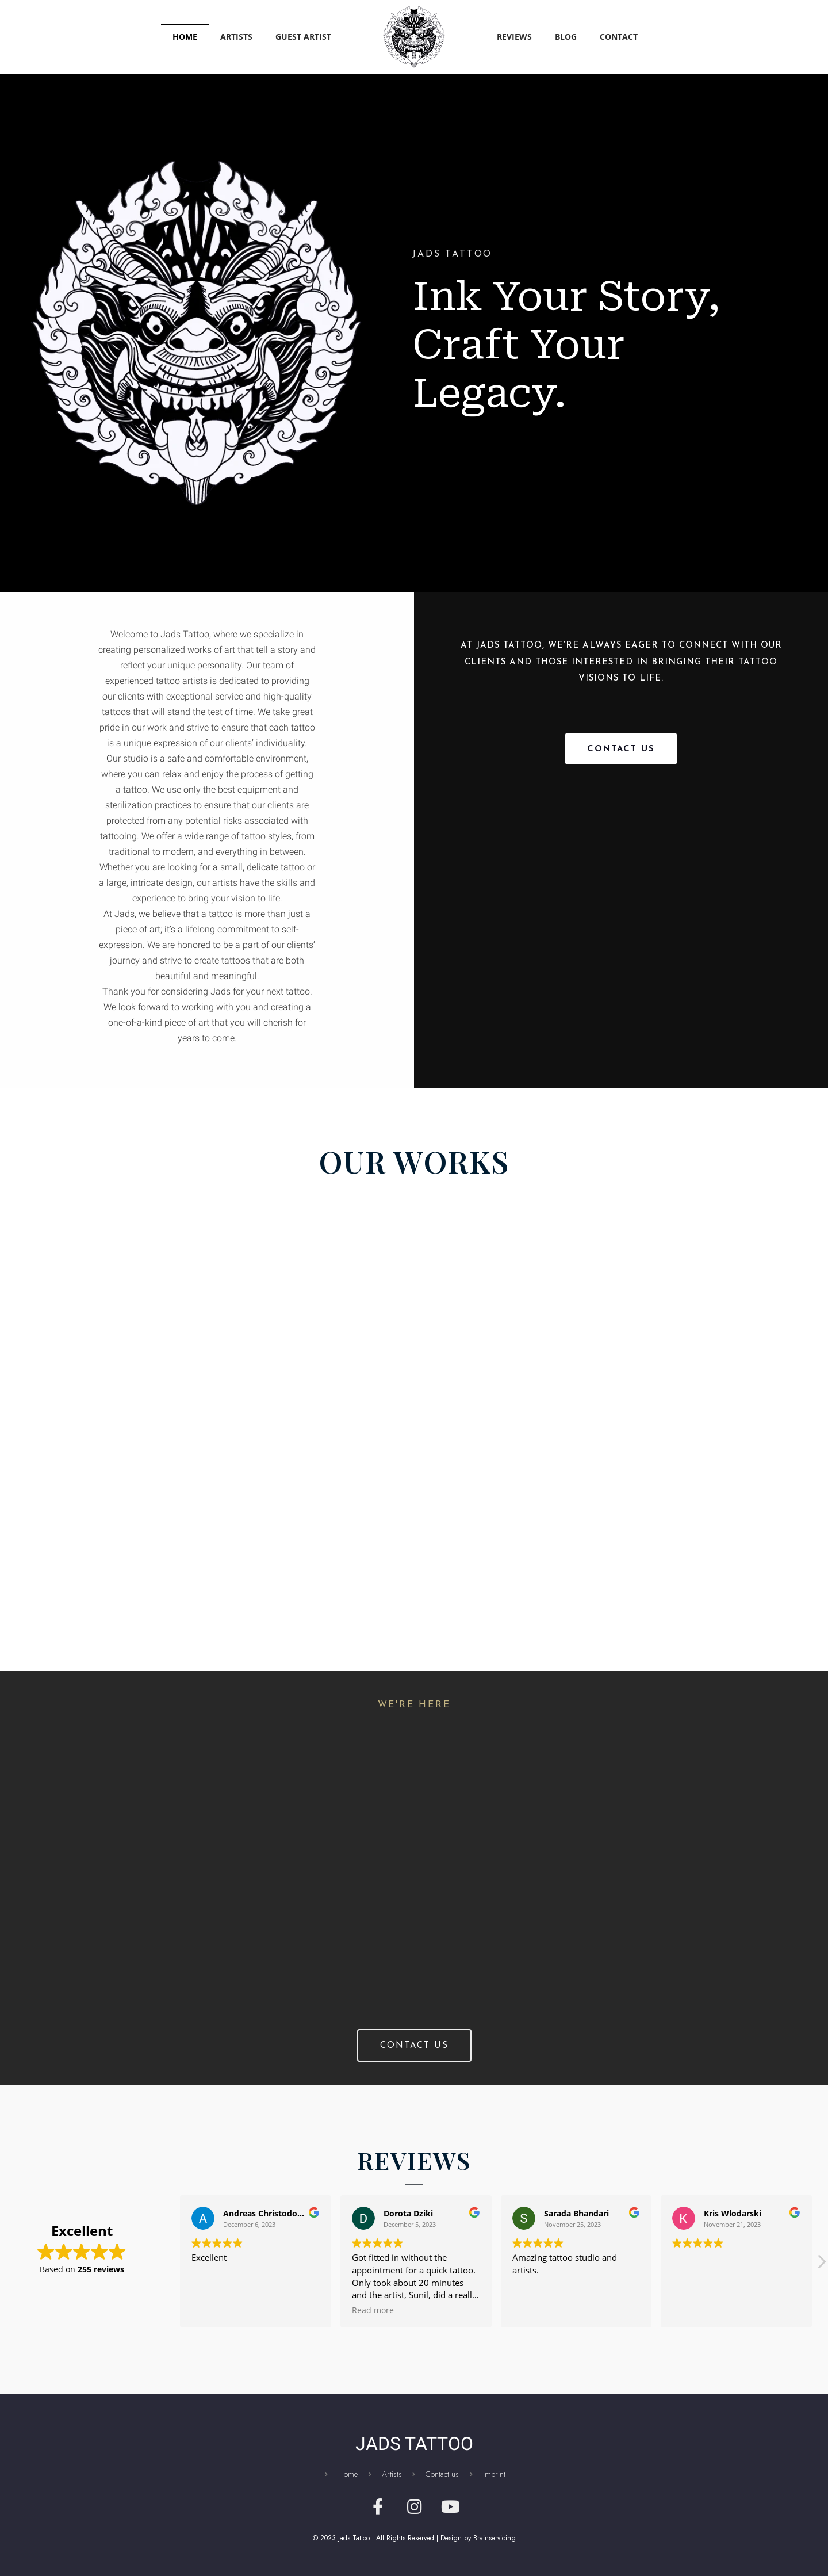 HOME ARTISTS GUEST ARTIST REVIEWS BLOG CONTACT
JADS TATTOO
Ink Your Story,
Craft Your
Legacy.
Welcome to Jads Tattoo, where we specialize in
creating personalized works of art that tell a story and
reflect your unique personality. Our team of
experienced tattoo artists is dedicated to providing
our clients with exceptional service and high-quality
tattoos that will stand the test of time. We take great
pride in our work and strive to ensure that each tattoo
is a unique expression of our clients' individuality.
Our studio is a safe and comfortable environment,
where you can relax and enjoy the process of getting
a tattoo. We use only the best equipment and
sterilization practices to ensure that our clients are
protected from any potential risks associated with
tattooing. We offer a wide range of tattoo styles, from
traditional to modern, and everything in between.
Whether you are looking for a small, delicate tattoo or
a large, intricate design, our artists have the skills and
experience to bring your vision to life.
At Jads, we believe that a tattoo is more than just a
piece of art; it's a lifelong commitment to self-
expression. We are honored to be a part of our clients'
journey and strive to create tattoos that are both
beautiful and meaningful.
Thank you for considering Jads for your next tattoo.
We look forward to working with you and creating a
one-of-a-kind piece of art that you will cherish for
years to come.
AT JADS TATTOO, WE'RE ALWAYS EAGER TO CONNECT WITH OUR
CLIENTS AND THOSE INTERESTED IN BRINGING THEIR TATTOO
VISIONS TO LIFE.
CONTACT US
OUR WORKS
WE'RE HERE
CONTACT US
REVIEWS
Excellent
Based on 255 reviews
A
Andreas Christodo...
December 6, 2023
Excellent
D
Dorota Dziki
December 5, 2023
Got fitted in without the
appointment for a quick tattoo.
Only took about 20 minutes
and the artist, Sunil, did a reall...
Read more
S
Sarada Bhandari
November 25, 2023
Amazing tattoo studio and
artists.
K
Kris Wlodarski
November 21, 2023
JADS TATTOO
Home Artists Contact us Imprint
© 2023 Jads Tattoo | All Rights Reserved | Design by Brainservicing